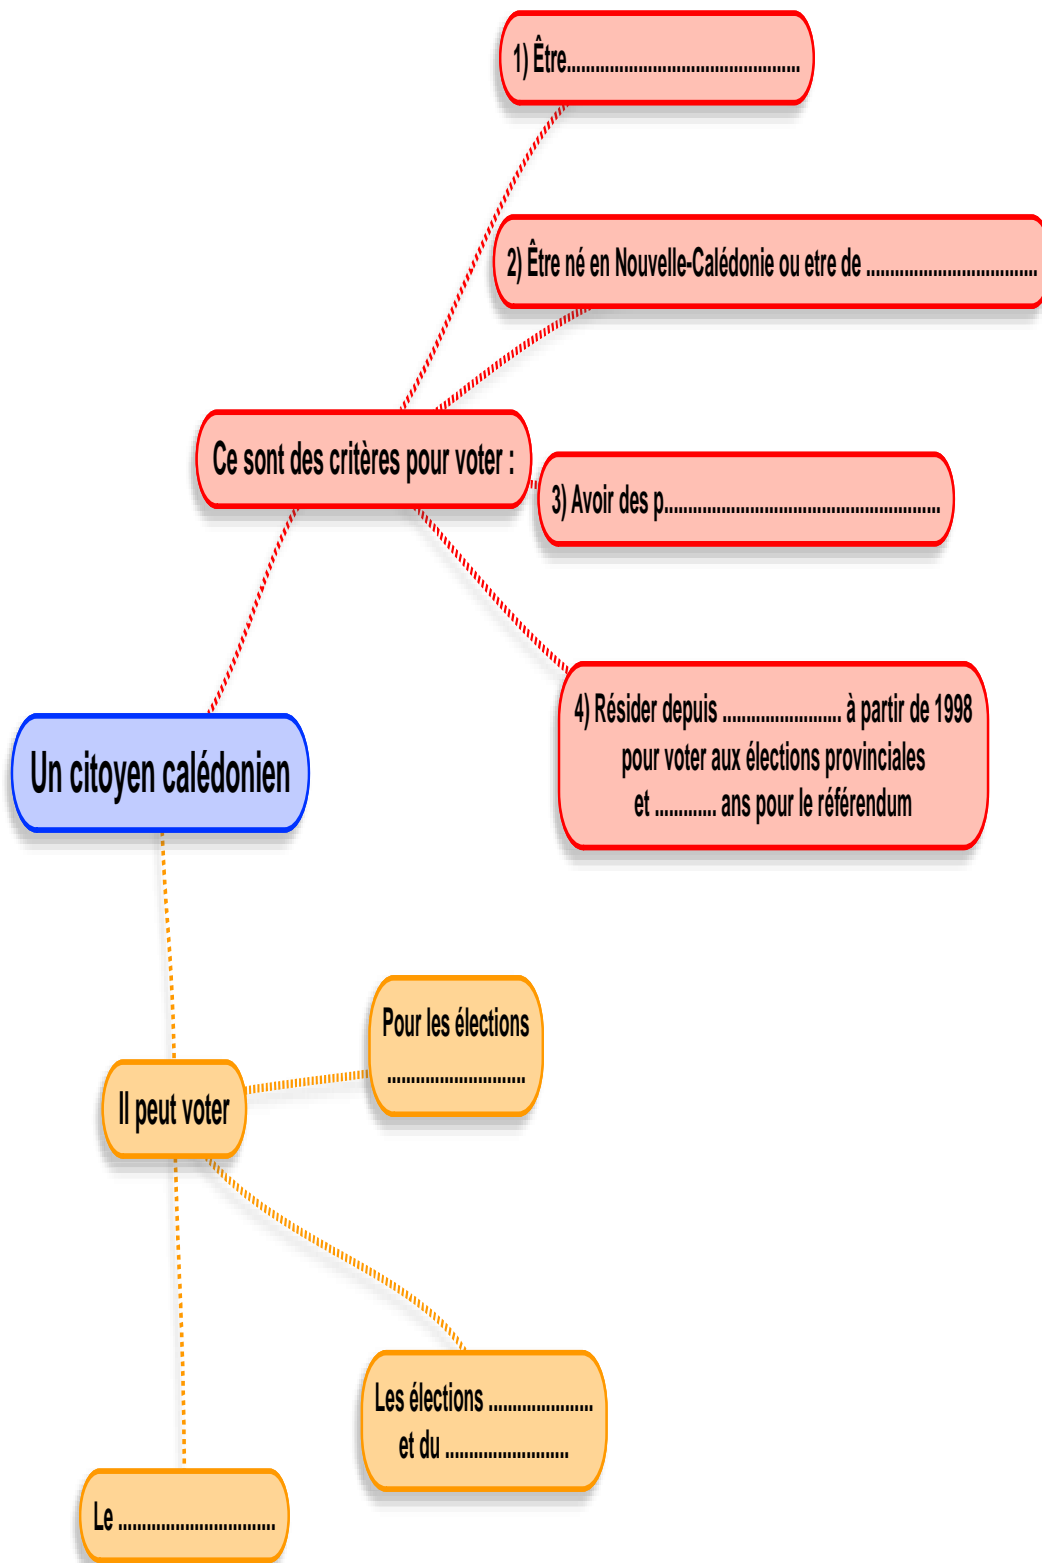 1) Être.................................................
2) Être né en Nouvelle-Calédonie ou etre de ....................................
Ce sont des critères pour voter :
3) Avoir des p..........................................................
4) Résider depuis ......................... à partir de 1998
pour voter aux élections provinciales
et ............. ans pour le référendum
Un citoyen calédonien
Pour les élections
.............................
Il peut voter
Les élections ......................
et du ..........................
Le .................................